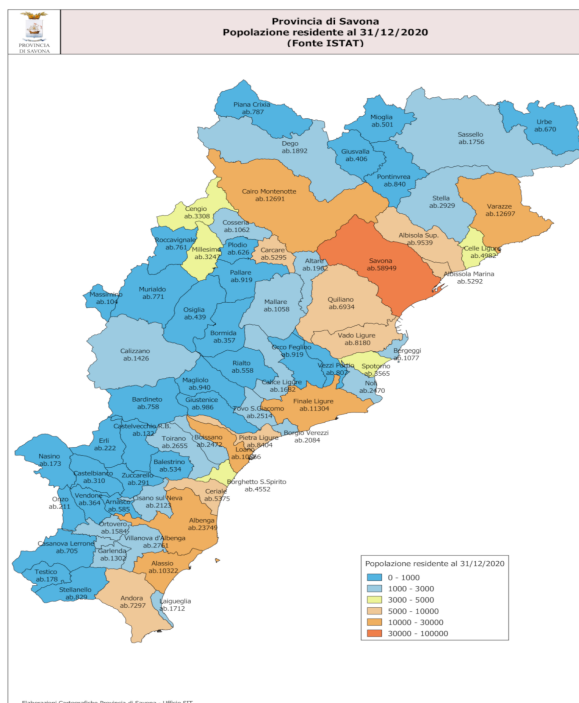 PROVINCIA
DI SAVONA
Provincia di Savona
Popolazione residente al 31/12/2020
(Fonte ISTAT)
Piana Crixia
ab.787
Mioglia
ab.501
Urbe
ab.670
Sassello
ab.1756
Dego
ab.1892
Giusvalla
ab.406
Pontinvrea
ab.840
Cairo Montenotte
ab.12691
Stella
ab.2929
Varazze
ab.12697
Cengio
ab.3308
Cosseria
ab.1062
Albisola Sup.
ab.9539
Roccavignale
ab.761
Millesimo
ab.3247
Plodio
ab.626
Carcare
ab.5295
Altare
Savona
ab.58949
Celle Ligure
ab.4982
Albissola Marina
ab.5292
Pallare
ab.919
Massimino
ab.104
Murialdo
ab.771
Osiglia
ab.439
Mallare
ab.1058
Quiliano
ab.6934
Bormida
ab.357
Vado Ligure
ab.8180
Calizzano
ab.1426
Orco Feglino
ab.919
Bergeggi
ab.1077
Rialto
ab.558
Vezzi Portio
Spotorno
Noli
ab.2470
Magliolo
ab.940
Calice Ligure
Bardineto
ab.758
Giustenice
ab.986
Tovo S.Giacomo
ab.2514
Finale Ligure
ab.11304
Castelvecchio R.B.
Borgio Verezzi
ab.2084
Erli
ab.222
Toirano
ab.2655
Boissano
ab.2472
Pietra Ligure
ab.8404
Loano
Nasino
ab.173
Balestrino
ab.534
Castelbianco
ab.310
Zuccarello
ab.291
Borghetto S.Spirito
ab.4552
Onzo
ab.211
Vendone
ab.364
Arnasco
ab.585
Cisano sul Neva
ab.2123
Ceriale
ab.5375
Ortovero
ab.1584
Albenga
ab.23749
Casanova Lerrone
ab.705
Villanova d'Albenga
ab.2761
Garlenda
ab.1302
Alassio
ab.10322
Testico
ab.178
Stellanello
ab.829
Andora
ab.7297
Laigueglia
ab.1712
Popolazione residente al 31/12/2020
0 - 1000
1000 - 3000
3000 - 5000
5000 - 10000
10000 - 30000
30000 - 100000